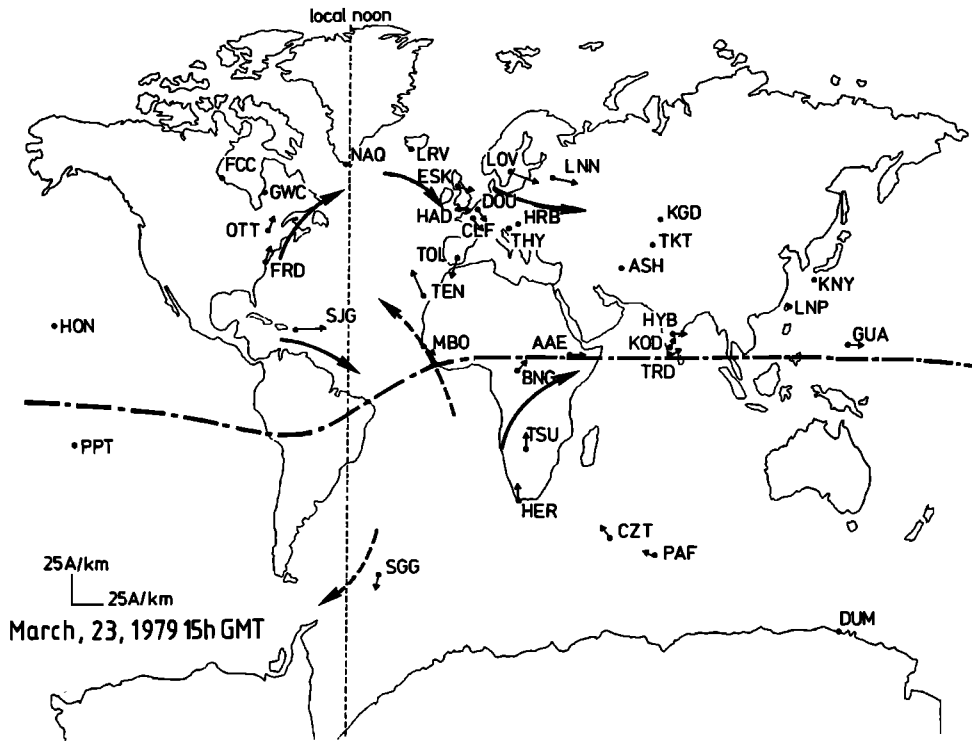 local noon
NAQ
LRV
LOV
LNN
FCC
ESK
GWC
DOU
HAD
HRB
KGD
OTT
CLF
THY
TKT
FRD
TOL
ASH
TEN
KNY
LNP
SJG
HON
HYB
MBO
AAE
KOD
GUA
BNG
TRD
PPT
TSU
HER
CZT
PAF
SGG
25A/km
25A/km
March, 23, 1979 15h GMT
DUM